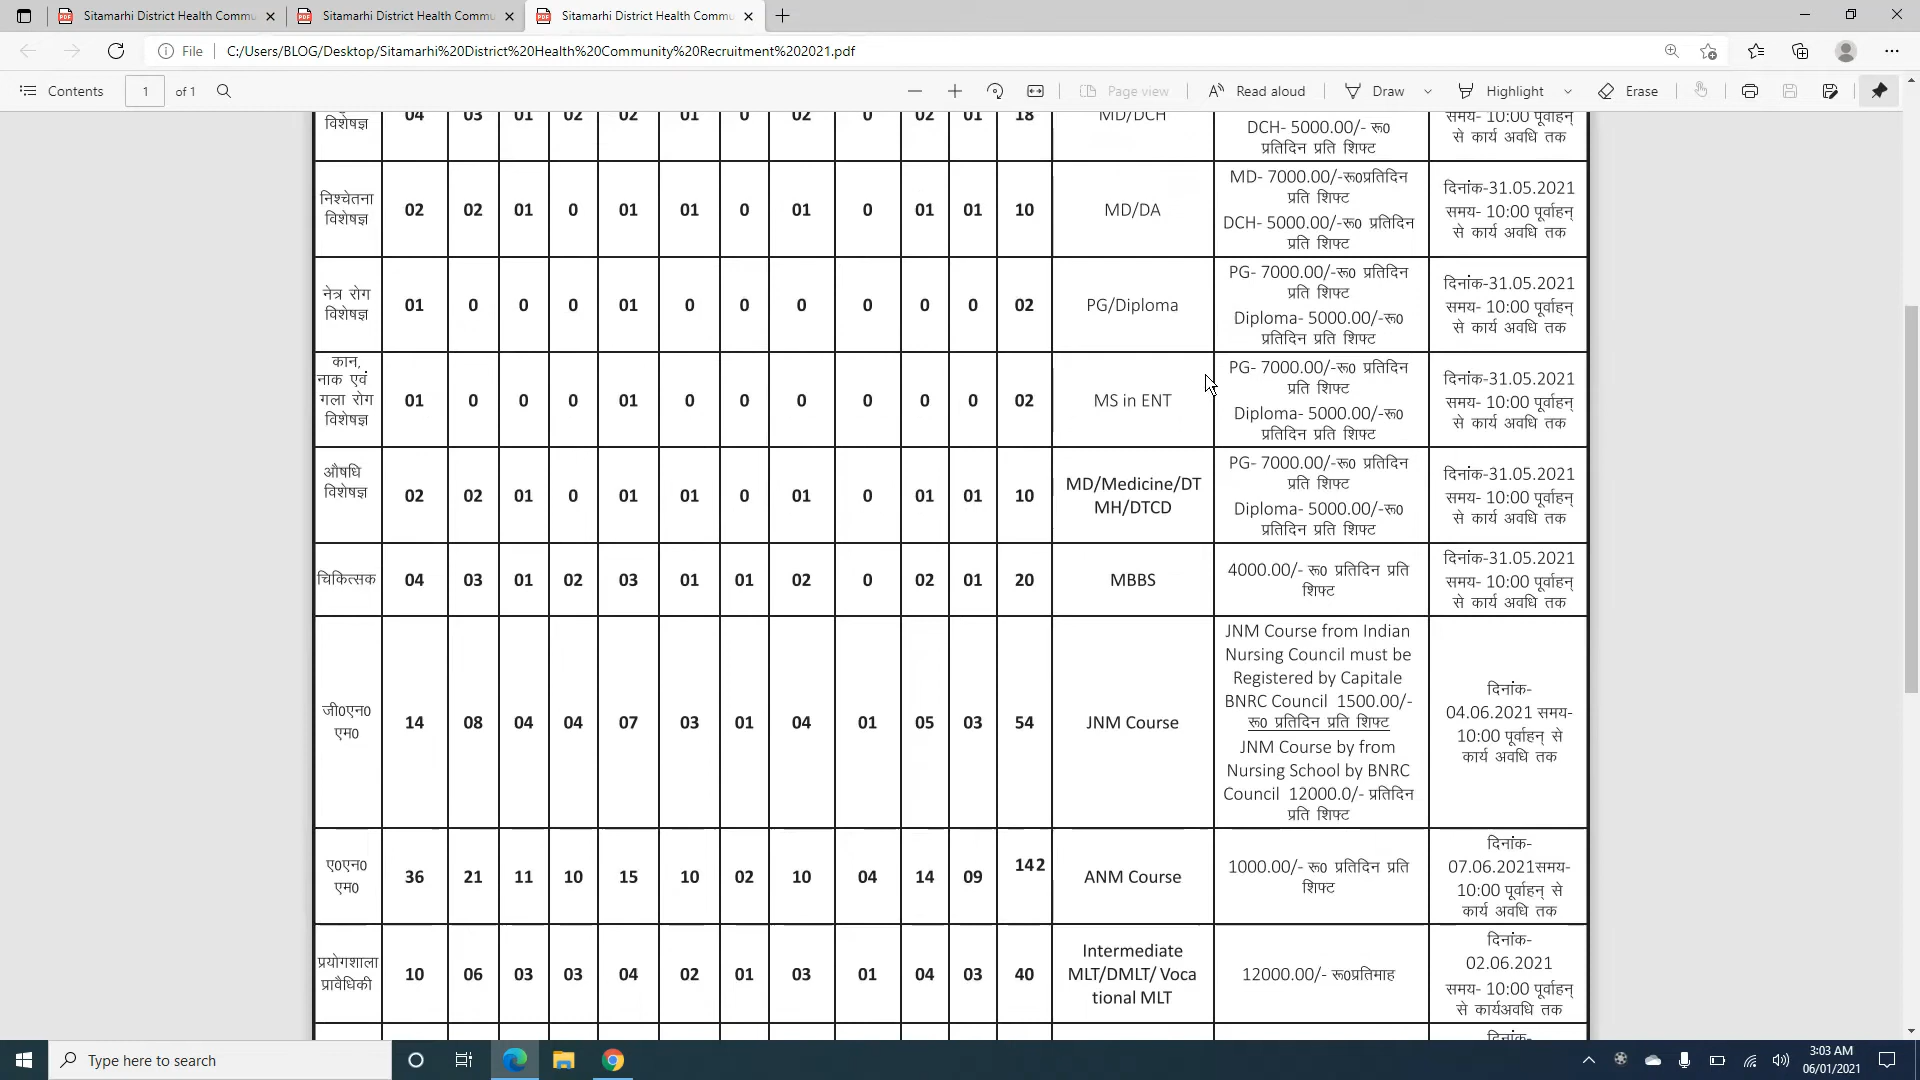 Sitamarhi District Health Commu
Sitamarhi District Health Commu
Sitamarhi District Health Commu
File
C:/Users/BLOG/Desktop/Sitamarhi%20District%20Health%20Community%20Recruitment%202021.pdf
Contents
1
of 1
Page view
Read aloud
Draw
Highlight
Erase
विशेषज्ञ
04 03 01 02 02 01 0 02 0 02 01 18
MD/DCH
DCH- 5000.00/- रू0
प्रतिदिन प्रति शिफ्ट
समय- 10:00 पूर्वाहन्
से कार्य अवधि तक
निश्चेतना
विशेषज्ञ
02 02 01 0 01 01 0 01 0 01 01 10
MD/DA
MD- 7000.00/-रू0प्रतिदिन
प्रति शिफ्ट
DCH- 5000.00/-रू0 प्रतिदिन
प्रति शिफ्ट
दिनांक-31.05.2021
समय- 10:00 पूर्वाहन्
से कार्य अवधि तक
नेत्र रोग
विशेषज्ञ
01 0 0 0 01 0 0 0 0 0 0 02
PG/Diploma
PG- 7000.00/-रू0 प्रतिदिन
प्रति शिफ्ट
Diploma- 5000.00/-रू0
प्रतिदिन प्रति शिफ्ट
दिनांक-31.05.2021
समय- 10:00 पूर्वाहन्
से कार्य अवधि तक
कान,
नाक एवं
गला रोग
विशेषज्ञ
01 0 0 0 01 0 0 0 0 0 0 02
MS in ENT
PG- 7000.00/-रू0 प्रतिदिन
प्रति शिफ्ट
Diploma- 5000.00/-रू0
प्रतिदिन प्रति शिफ्ट
दिनांक-31.05.2021
समय- 10:00 पूर्वाहन्
से कार्य अवधि तक
औषधि
विशेषज्ञ
02 02 01 0 01 01 0 01 0 01 01 10
MD/Medicine/DT
MH/DTCD
PG- 7000.00/-रू0 प्रतिदिन
प्रति शिफ्ट
Diploma- 5000.00/-रू0
प्रतिदिन प्रति शिफ्ट
दिनांक-31.05.2021
समय- 10:00 पूर्वाहन्
से कार्य अवधि तक
चिकित्सक
04 03 01 02 03 01 01 02 0 02 01 20
MBBS
4000.00/- रू0 प्रतिदिन प्रति
शिफ्ट
दिनांक-31.05.2021
समय- 10:00 पूर्वाहन्
से कार्य अवधि तक
जी0एन0
एम0
14 08 04 04 07 03 01 04 01 05 03 54
JNM Course
JNM Course from Indian
Nursing Council must be
Registered by Capitale
BNRC Council 1500.00/-
रू0 प्रतिदिन प्रति शिफ्ट
JNM Course by from
Nursing School by BNRC
Council 12000.0/- प्रतिदिन
प्रति शिफ्ट
दिनांक-
04.06.2021 समय-
10:00 पूर्वाहन् से
कार्य अवधि तक
ए0एन0
एम0
36 21 11 10 15 10 02 10 04 14 09 142
ANM Course
1000.00/- रू0 प्रतिदिन प्रति
शिफ्ट
दिनांक-
07.06.2021समय-
10:00 पूर्वाहन् से
कार्य अवधि तक
प्रयोगशाला
प्रावैधिकी
10 06 03 03 04 02 01 03 01 04 03 40
Intermediate
MLT/DMLT/ Voca
tional MLT
12000.00/- रू0प्रतिमाह
दिनांक-
02.06.2021
समय- 10:00 पूर्वाहन्
से कार्यअवधि तक
दिनांक-
Type here to search
3:03 AM
06/01/2021